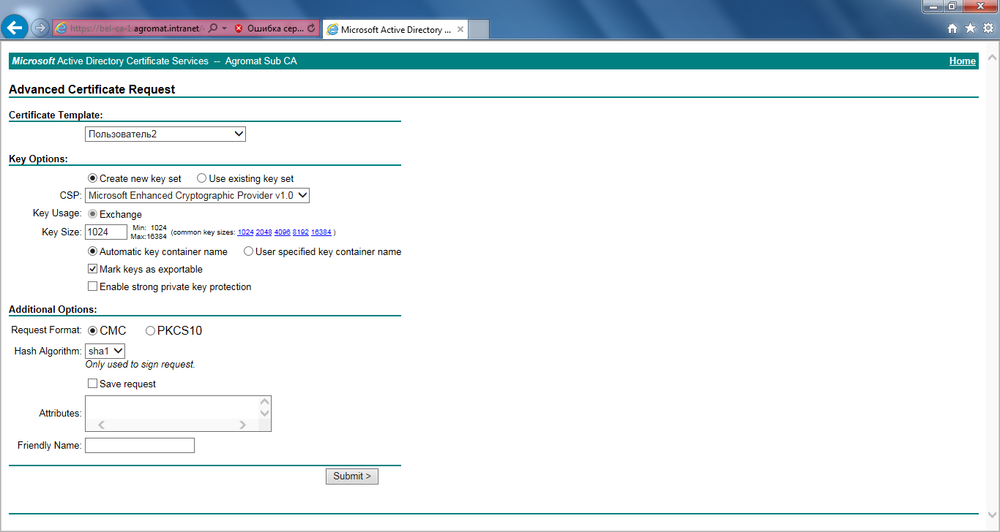 https://bel-ca-1.agromat.intranet/ Ошибка сер... Microsoft Active Directory ...
Microsoft Active Directory Certificate Services -- Agromat Sub CA Home
Advanced Certificate Request
Certificate Template:
Пользователь2
Key Options:
Create new key set Use existing key set
CSP: Microsoft Enhanced Cryptographic Provider v1.0
Key Usage: Exchange
Key Size: 1024 Min: 1024 Max:16384 (common key sizes: 1024 2048 4096 8192 16384 )
Automatic key container name User specified key container name
Mark keys as exportable
Enable strong private key protection
Additional Options:
Request Format: CMC PKCS10
Hash Algorithm: sha1
Only used to sign request.
Save request
Attributes:
Friendly Name:
Submit >